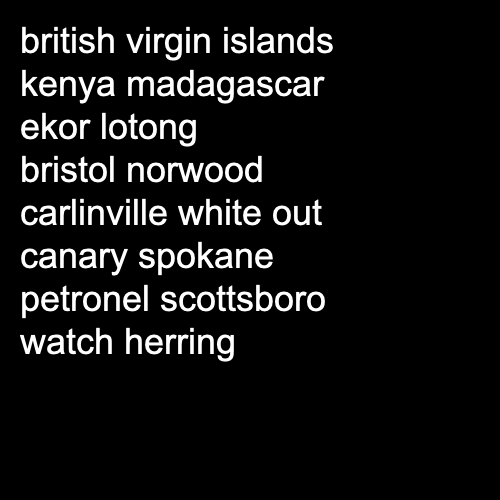 british virgin islands
kenya madagascar
ekor lotong
bristol norwood
carlinville white out
canary spokane
petronel scottsboro
watch herring